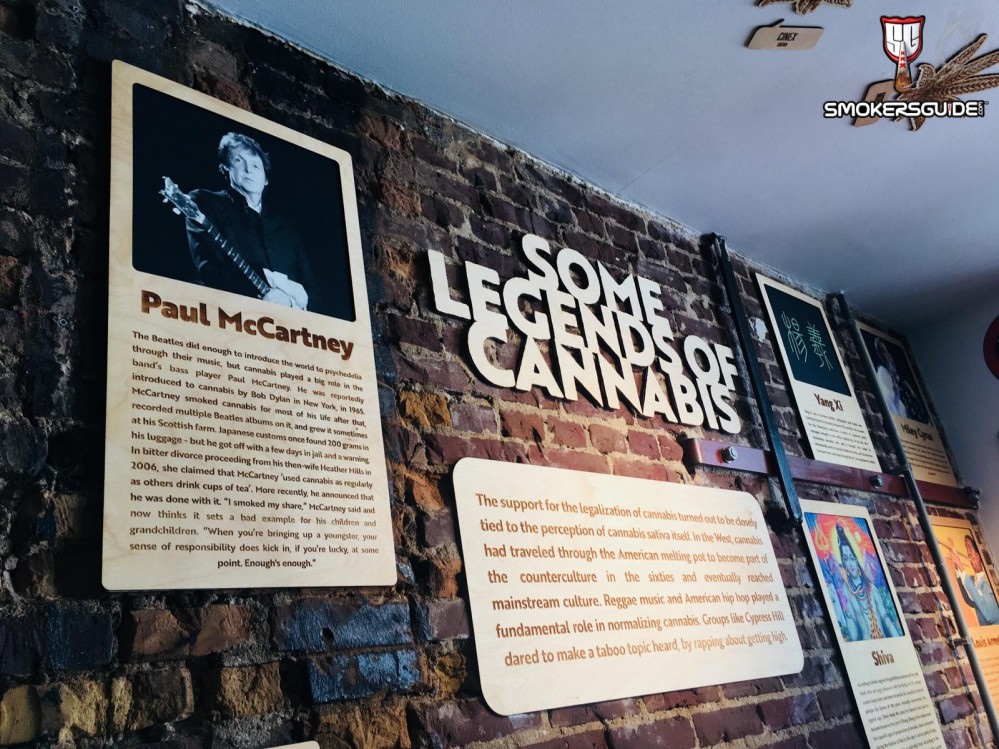 CINEX
SMOKERSGUIDE.com
Paul McCartney
The Beatles did enough to introduce the world to psychedelia
through their music, but cannabis played a big role in the
band's bass player Paul McCartney. He was reportedly
introduced to cannabis by Bob Dylan in New York, in 1965.
McCartney smoked cannabis for most of his life after that,
recorded multiple Beatles albums on it, and grew it sometimes
at his Scottish farm. Japanese customs once found 200 grams in
his luggage - but he got off with a few days in jail and a warning.
In bitter divorce proceeding from his then-wife Heather Hills in
2006, she claimed that McCartney 'used cannabis as regularly
as others drink cups of tea'. More recently, he announced that
he was done with it. "I smoked my share," McCartney said and
now thinks it sets a bad example for his children and
grandchildren. "When you're bringing up a youngster, your
sense of responsibility does kick in, if you're lucky, at some
point. Enough's enough."
SOME
LEGENDS OF
CANNABIS
The support for the legalization of cannabis turned out to be closely
tied to the perception of cannabis sativa itself. In the West, cannabis
had traveled through the American melting pot to become part of
the counterculture in the sixties and eventually reached
mainstream culture. Reggae music and American hip hop played a
fundamental role in normalizing cannabis. Groups like Cypress Hill
dared to make a taboo topic heard, by rapping about getting high.
Yang Xi
Miley Cyrus
Shiva